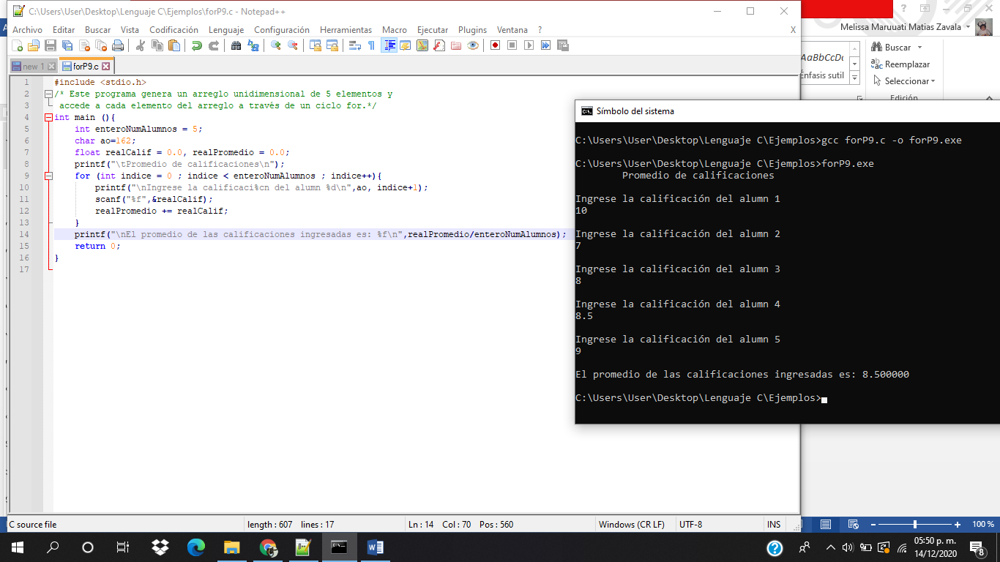 C:\Users\User\Desktop\Lenguaje C\Ejemplos\forP9.c - Notepad++
Archivo Editar Buscar Vista Codificación Lenguaje Configuración Herramientas Macro Ejecutar Plugins Ventana ? X
new 1 forP9.c
1 #include <stdio.h>
2 /* Este programa genera un arreglo unidimensional de 5 elementos y
3 accede a cada elemento del arreglo a través de un ciclo for.*/
4 int main (){
5 int enteroNumAlumnos = 5;
6 char ao=162;
7 float realCalif = 0.0, realPromedio = 0.0;
8 printf("\tPromedio de calificaciones\n");
9 for (int indice = 0 ; indice < enteroNumAlumnos ; indice++){
10 printf("\nIngrese la calificaci%cn del alumn %d\n",ao, indice+1);
11 scanf("%f",&realCalif);
12 realPromedio += realCalif;
13 }
14 printf("\nEl promedio de las calificaciones ingresadas es: %f\n",realPromedio/enteroNumAlumnos);
15 return 0;
16 }
17
Melissa Maruuati Matias Zavala
AaBbCcDc
Énfasis sutil
Buscar
Reemplazar
Seleccionar
Edición
Símbolo del sistema
C:\Users\User\Desktop\Lenguaje C\Ejemplos>gcc forP9.c -o forP9.exe
C:\Users\User\Desktop\Lenguaje C\Ejemplos>forP9.exe
Promedio de calificaciones
Ingrese la calificación del alumn 1
10
Ingrese la calificación del alumn 2
7
Ingrese la calificación del alumn 3
8
Ingrese la calificación del alumn 4
8.5
Ingrese la calificación del alumn 5
9
El promedio de las calificaciones ingresadas es: 8.500000
C:\Users\User\Desktop\Lenguaje C\Ejemplos>
C source file length : 607 lines : 17 Ln : 14 Col : 70 Pos : 560 Windows (CR LF) UTF-8 INS
100 %
05:50 p. m.
14/12/2020
8